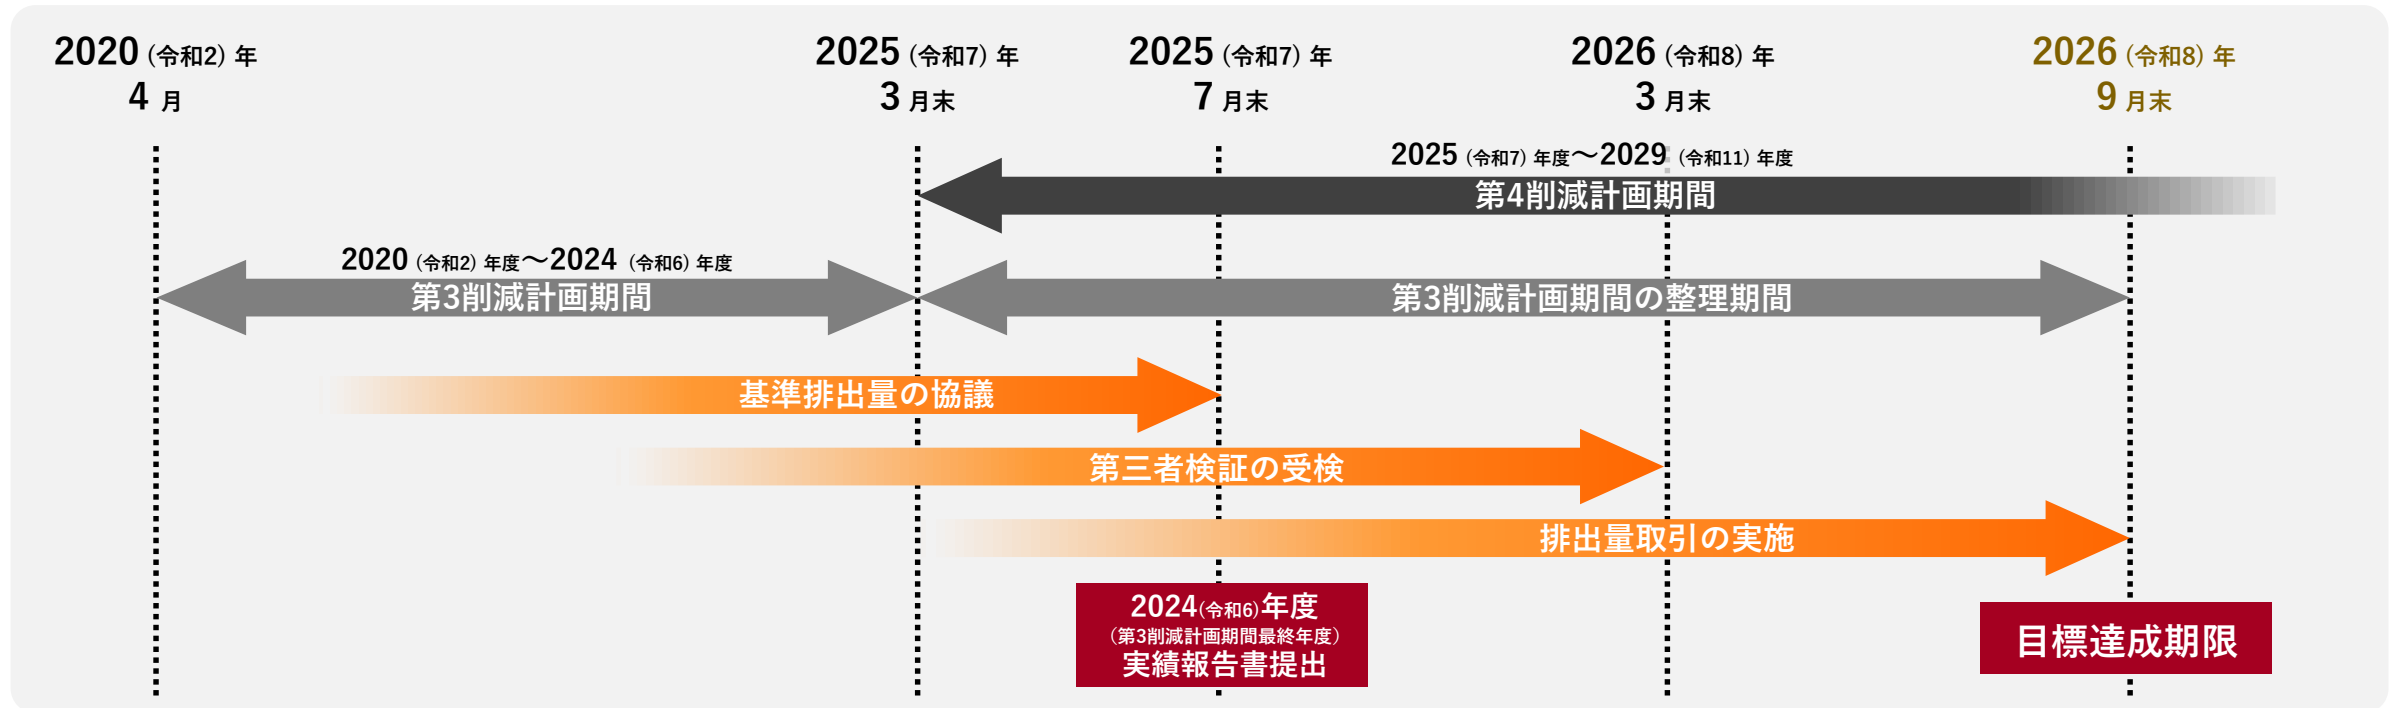 2020（令和2）年
4 月
2025（令和7）年
3 月末
2025（令和7）年
7 月末
2026（令和8）年
3 月末
2026（令和8）年
9 月末
2025（令和7）年度～2029（令和11）年度
第4削減計画期間
2020（令和2）年度～2024（令和6）年度
第3削減計画期間
第3削減計画期間の整理期間
基準排出量の協議
第三者検証の受検
排出量取引の実施
2024(令和6)年度
（第3削減計画期間最終年度）
実績報告書提出
目標達成期限